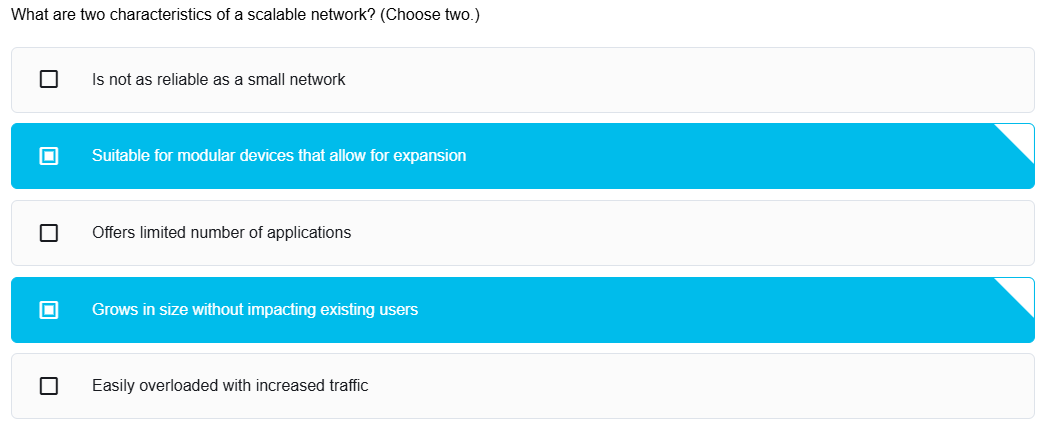 What are two characteristics of a scalable network? (Choose two.)
Is not as reliable as a small network
Suitable for modular devices that allow for expansion
Offers limited number of applications
Grows in size without impacting existing users
Easily overloaded with increased traffic